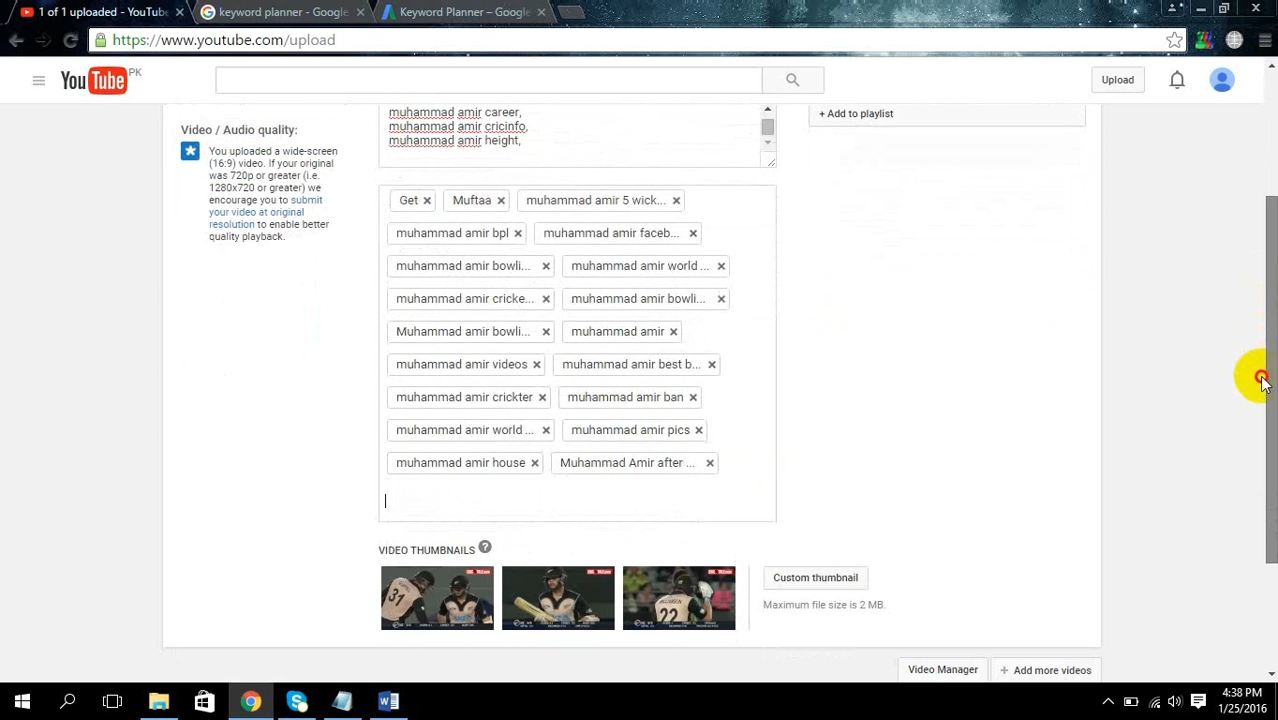 1 of 1 uploaded - YouTube
keyword planner - Google
Keyword Planner – Google
https://www.youtube.com/upload
YouTube PK
Upload
muhammad amir career,
muhammad amir cricinfo,
muhammad amir height,
+ Add to playlist
Video / Audio quality:
You uploaded a wide-screen
(16:9) video. If your original
was 720p or greater (i.e.
1280x720 or greater) we
encourage you to submit
your video at original
resolution to enable better
quality playback.
Get × Muftaa × muhammad amir 5 wick... ×
muhammad amir bpl × muhammad amir faceb... ×
muhammad amir bowli... × muhammad amir world ... ×
muhammad amir cricke... × muhammad amir bowli... ×
Muhammad amir bowli... × muhammad amir ×
muhammad amir videos × muhammad amir best b... ×
muhammad amir crickter × muhammad amir ban ×
muhammad amir world ... × muhammad amir pics ×
muhammad amir house × Muhammad Amir after ... ×
VIDEO THUMBNAILS ?
31
22
Custom thumbnail
Maximum file size is 2 MB.
Video Manager
+ Add more videos
4:38 PM
1/25/2016